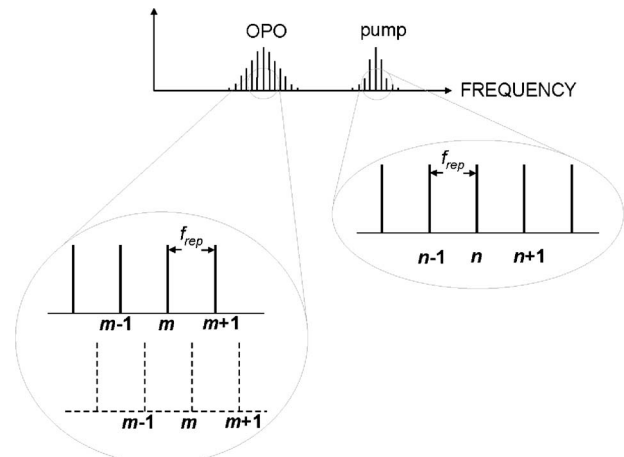 OPO pump
FREQUENCY
f_rep
n-1 n n+1
f_rep
m-1 m m+1
m-1 m m+1